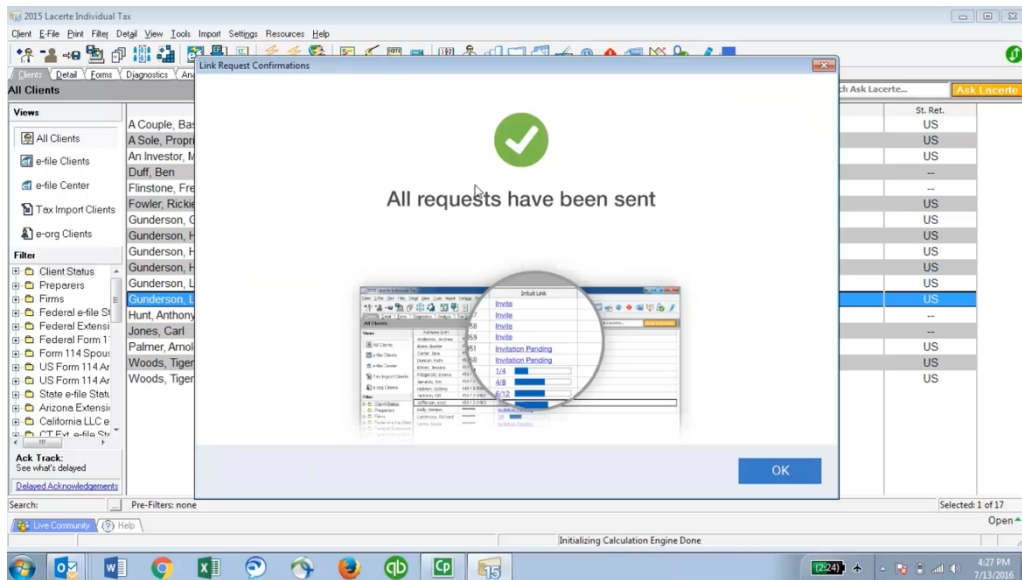 2015 Lacerte Individual Tax
Client E-File Print Filter Detail View Tools Import Settings Resources Help
Clients Detail Forms Diagnostics
All Clients
ch Ask Lacerte...
Ask Lacerte
Views
All Clients
e-file Clients
e-file Center
Tax Import Clients
e-org Clients
Filter
Client Status
Preparers
Firms
Federal e-file St
Federal Extensi
Federal Form 1
Form 114 Spous
US Form 114 Ar
US Form 114 Ar
State e-file Statu
Arizona Extensi
California LLC e
CT Ext. e-file Str
Ack Track:
See what's delayed
Delayed Acknowledgements
A Couple, Bas
A Sole, Propri
An Investor, M
Duff, Ben
Flinstone, Fre
Fowler, Rickie
Gunderson, G
Gunderson, H
Gunderson, H
Gunderson, H
Gunderson, L
Gunderson, L
Hunt, Anthony
Jones, Carl
Palmer, Arnol
Woods, Tiger
Woods, Tiger
St. Ret.
US
US
US
--
--
US
US
US
US
US
US
US
--
--
US
US
US
Link Request Confirmations
All requests have been sent
Intuit Link
Invite
Invite
Invite
Invite
Invitation Pending
Invitation Pending
1/4
4/8
6/12
OK
Search:
...
Pre-Filters: none
Selected: 1 of 17
Live Community
Help
Open
Initializing Calculation Engine Done
(2:24)
4:27 PM
7/13/2016